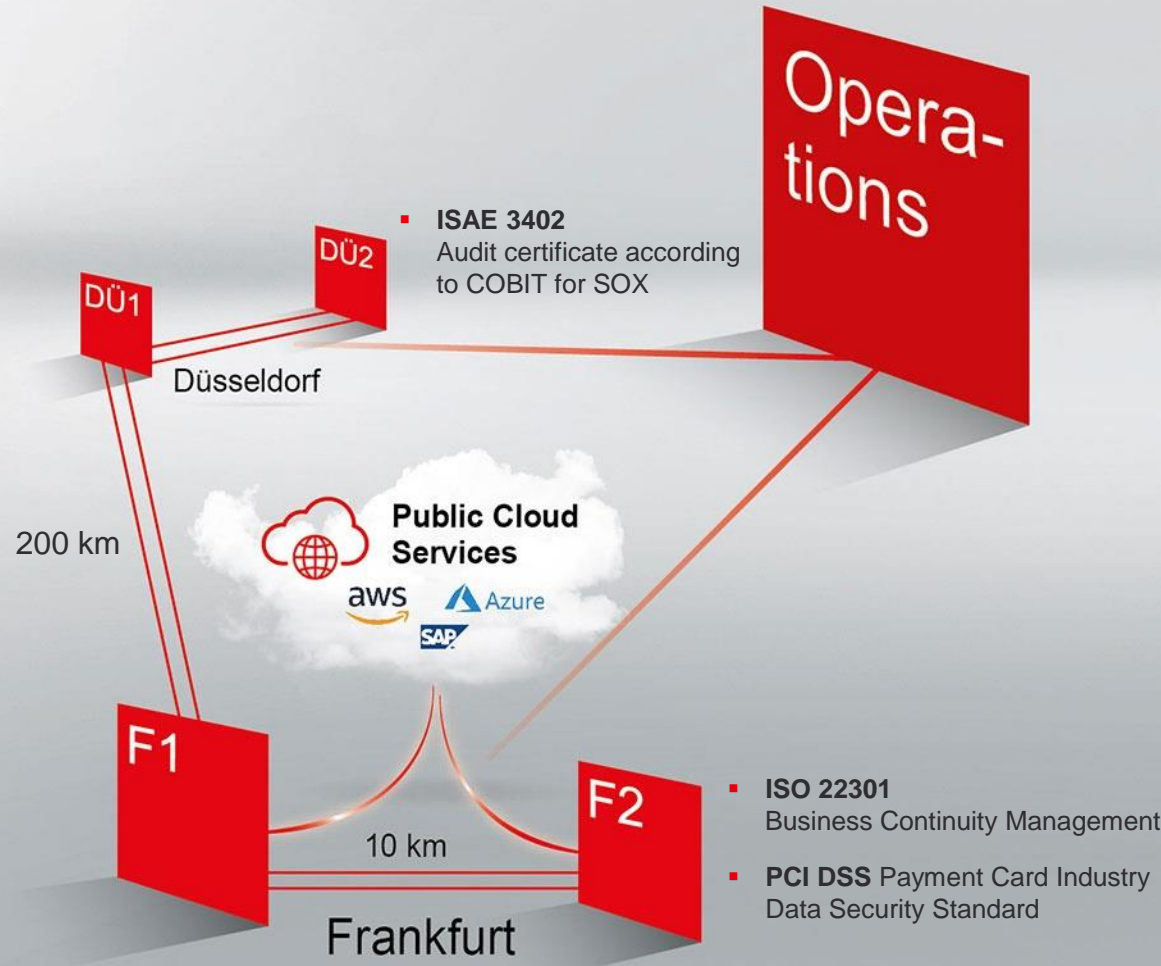 Opera-
tions
DÜ2
▪ ISAE 3402
Audit certificate according
to COBIT for SOX
DÜ1
Düsseldorf
200 km
Public Cloud
Services
aws
Azure
SAP
F1
F2
10 km
Frankfurt
▪ ISO 22301
Business Continuity Management
▪ PCI DSS Payment Card Industry
Data Security Standard